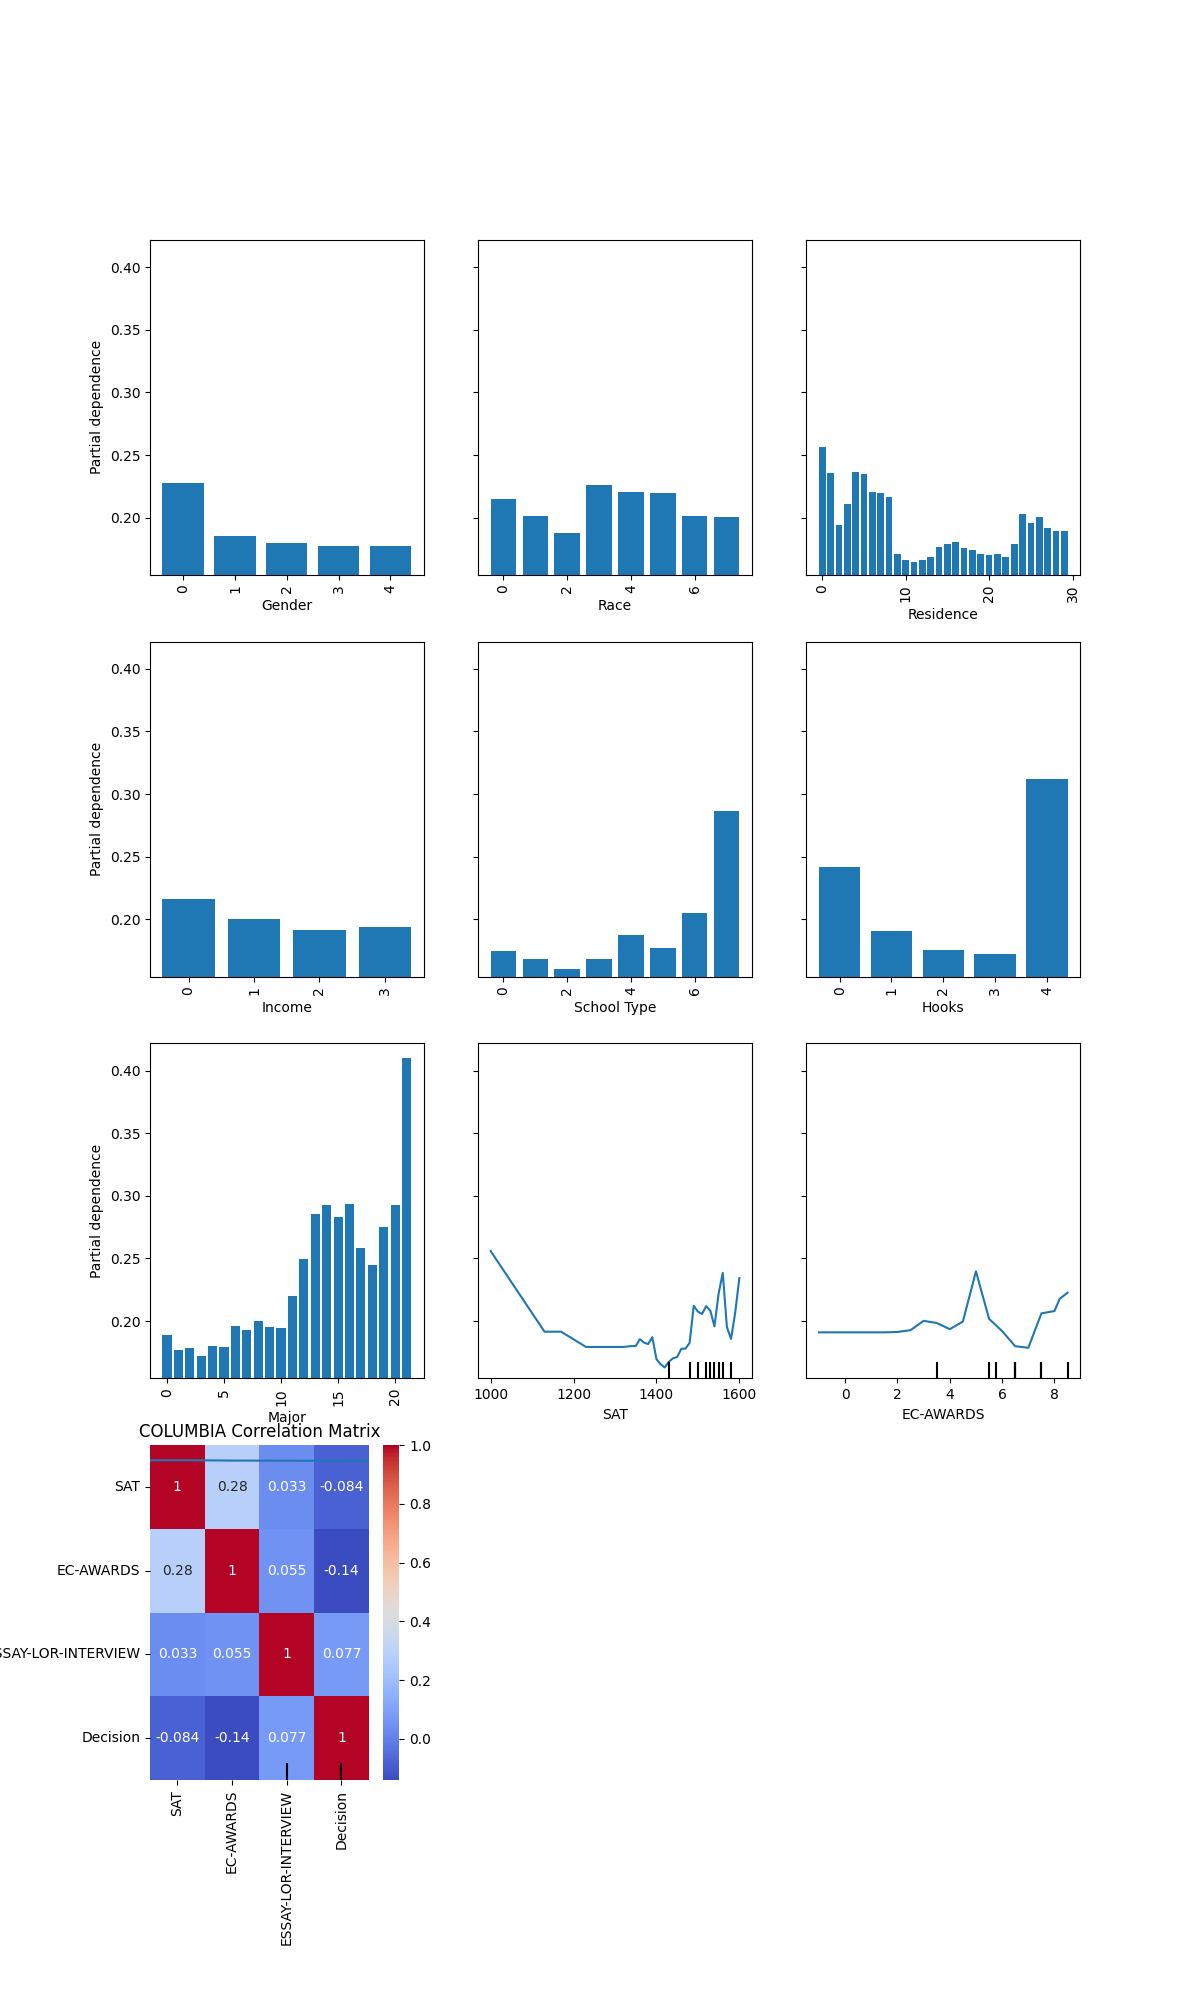 0.40
0.35
0.30
0.25
0.20
Partial dependence
0 1 2 3 4
Gender
0 2 4 6
Race
0 10 20 30
Residence
0.40
0.35
0.30
0.25
0.20
Partial dependence
0 1 2 3
Income
0 2 4 6
School Type
0 1 2 3 4
Hooks
0.40
0.35
0.30
0.25
0.20
Partial dependence
0 5 10 15 20
Major
1000 1200 1400 1600
SAT
0 2 4 6 8
EC-AWARDS
COLUMBIA Correlation Matrix
SAT 1 0.28 0.033 -0.084
EC-AWARDS 0.28 1 0.055 -0.14
SSAY-LOR-INTERVIEW 0.033 0.055 1 0.077
Decision -0.084 -0.14 0.077 1
1.0
0.8
0.6
0.4
0.2
0.0
SAT
EC-AWARDS
ESSAY-LOR-INTERVIEW
Decision